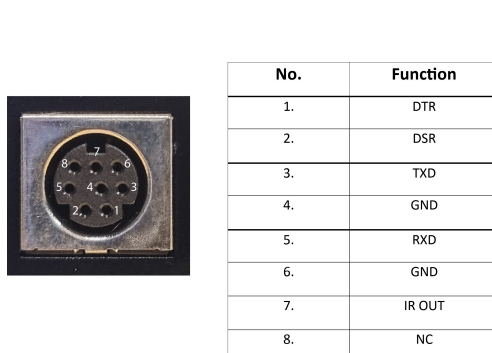 7
8 6
5 4 3
2 1
No. Function
1. DTR
2. DSR
3. TXD
4. GND
5. RXD
6. GND
7. IR OUT
8. NC